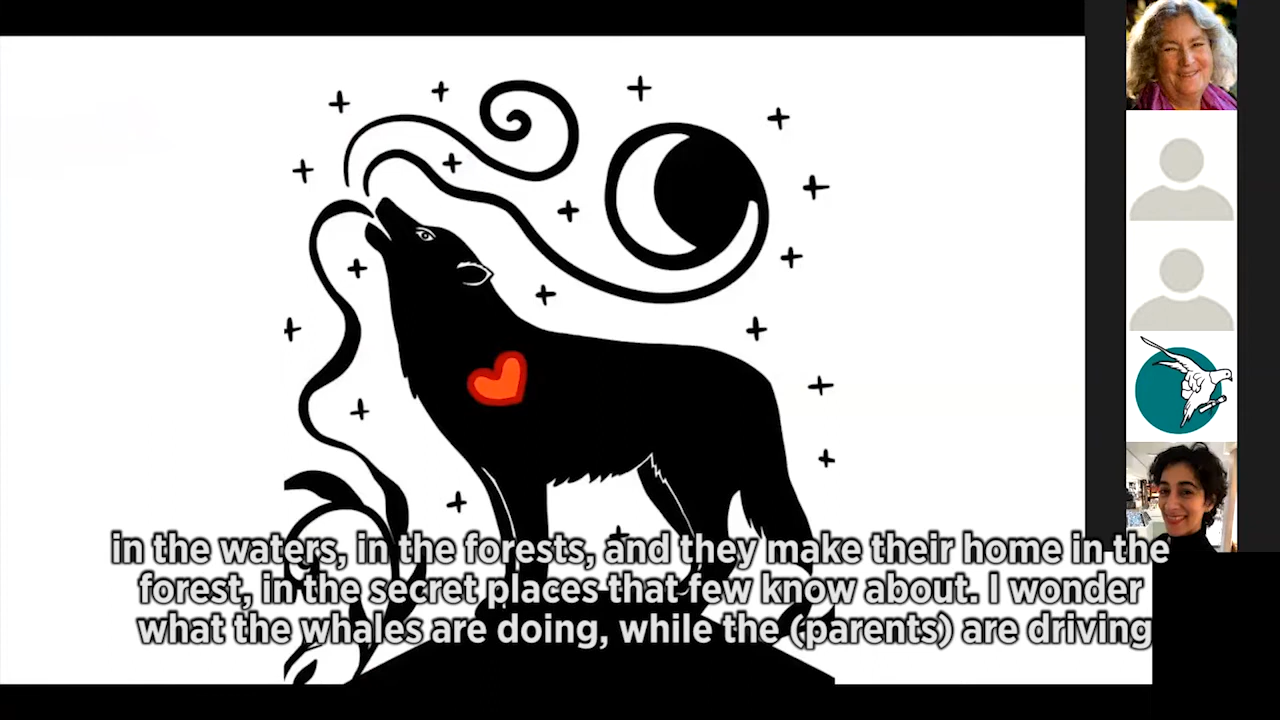 in the waters, in the forests, and they make their home in the
forest, in the secret places that few know about. I wonder
what the whales are doing, while the (parents) are driving